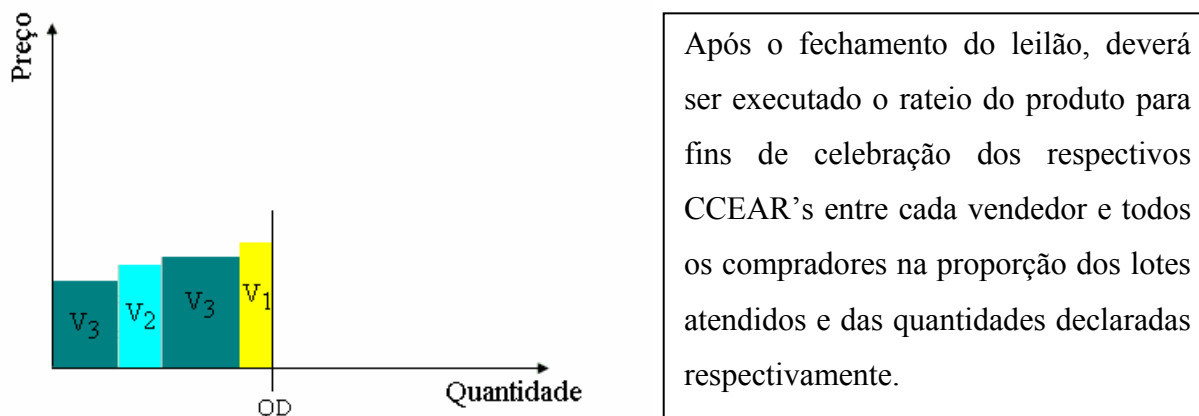 Preço
V3
V2
V3
V1
Quantidade
OD
Após o fechamento do leilão, deverá
ser executado o rateio do produto para
fins de celebração dos respectivos
CCEAR’s entre cada vendedor e todos
os compradores na proporção dos lotes
atendidos e das quantidades declaradas
respectivamente.